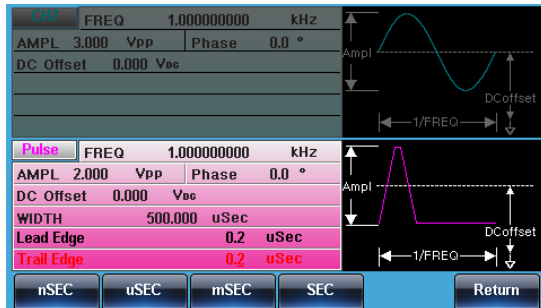 CH2 FREQ 1.000000000 kHz
AMPL 3.000 Vpp Phase 0.0 °
DC Offset 0.000 VDC
Ampl
DCoffset
1/FREQ
Pulse FREQ 1.000000000 kHz
AMPL 2.000 Vpp Phase 0.0 °
DC Offset 0.000 VDC
WIDTH 500.000 uSec
Lead Edge 0.2 uSec
Trail Edge 0.2 uSec
Ampl
DCoffset
1/FREQ
nSEC uSEC mSEC SEC Return